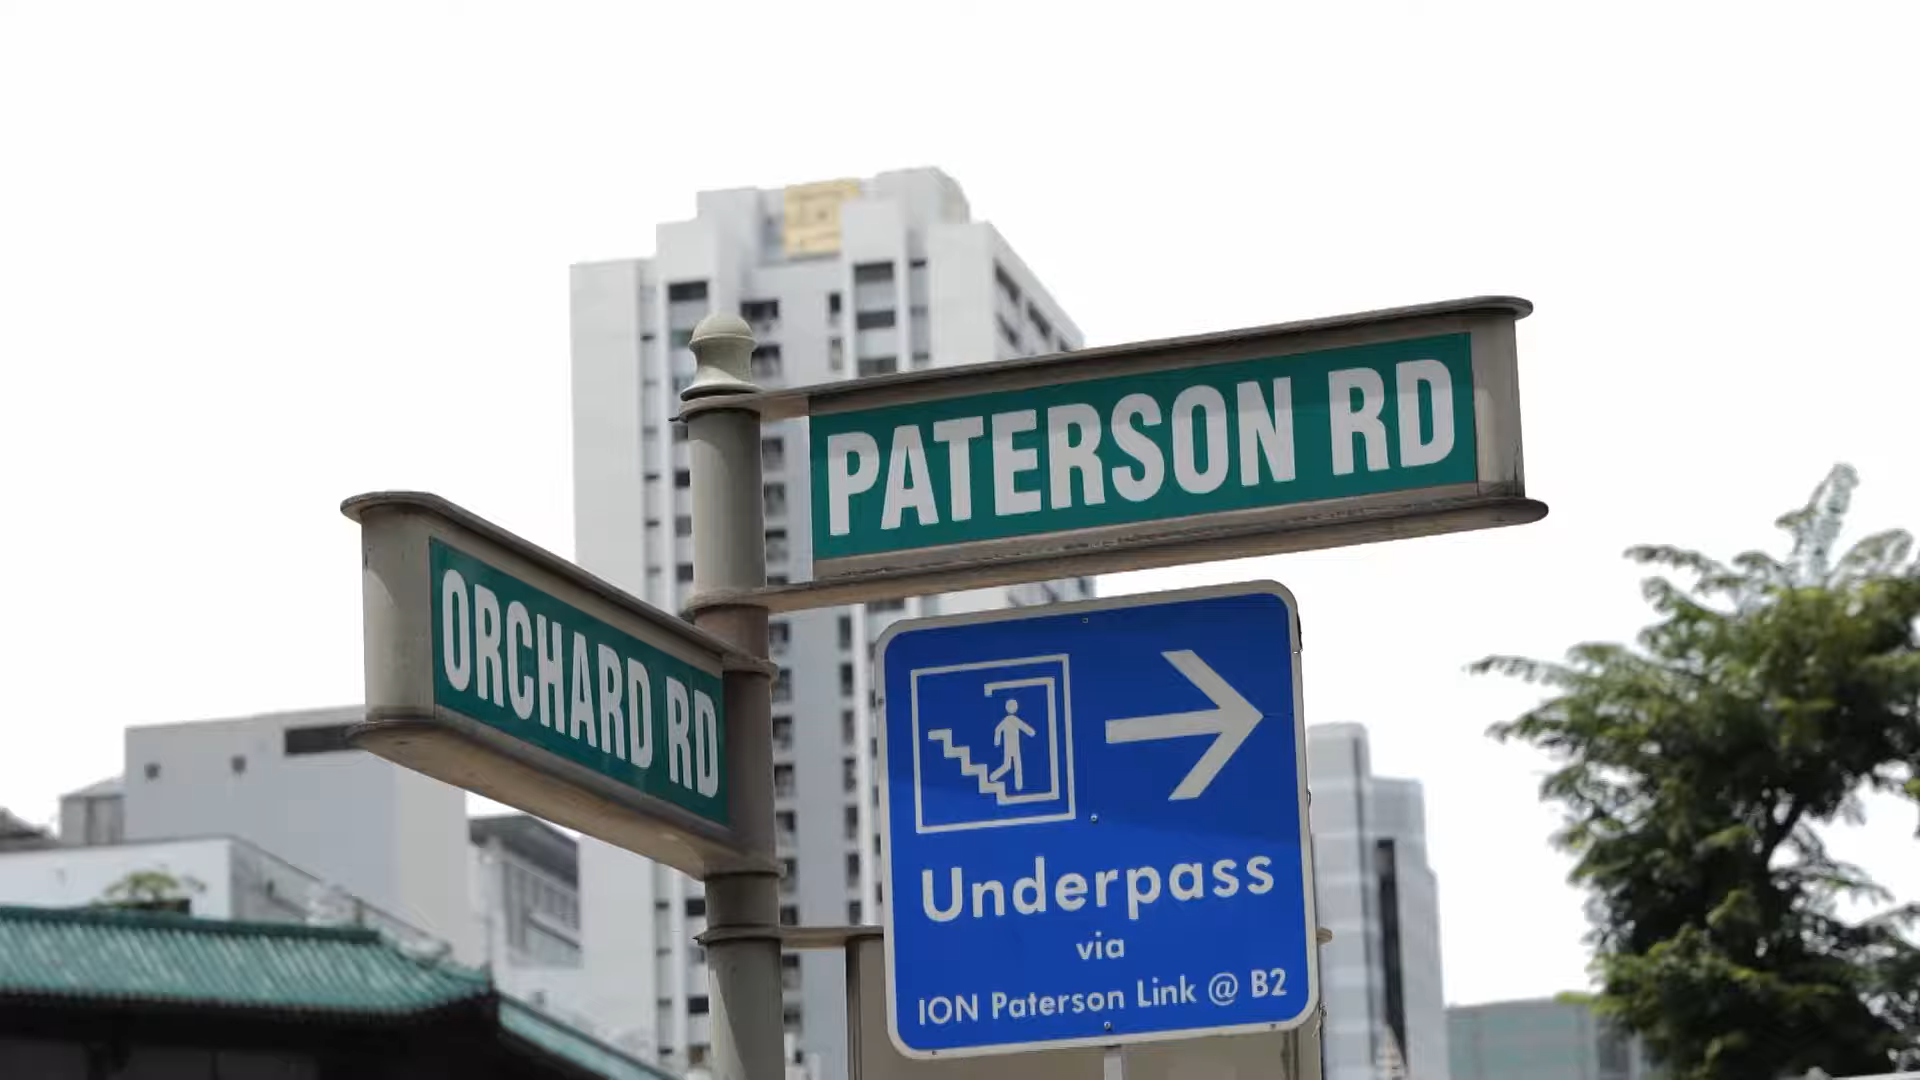 PATERSON RD
ORCHARD RD
Underpass
via
ION Paterson Link @ B2